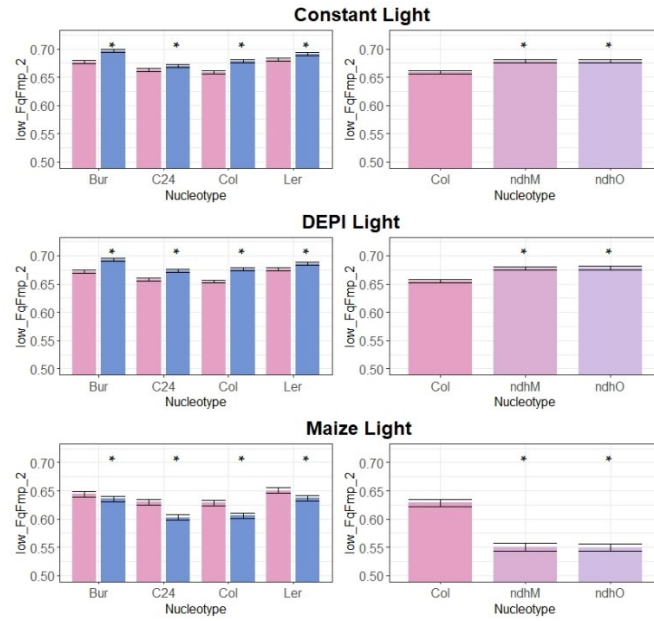 Constant Light
low_FqFmp_2
0.70
0.65
0.60
0.55
0.50
* * * *
Bur C24 Col Ler
Nucleotype
low_FqFmp_2
0.70
0.65
0.60
0.55
0.50
* *
Col ndhM ndhO
Nucleotype
DEPI Light
low_FqFmp_2
0.70
0.65
0.60
0.55
0.50
* * * *
Bur C24 Col Ler
Nucleotype
low_FqFmp_2
0.70
0.65
0.60
0.55
0.50
* *
Col ndhM ndhO
Nucleotype
Maize Light
low_FqFmp_2
0.70
0.65
0.60
0.55
0.50
* * * *
Bur C24 Col Ler
Nucleotype
low_FqFmp_2
0.70
0.65
0.60
0.55
0.50
* *
Col ndhM ndhO
Nucleotype